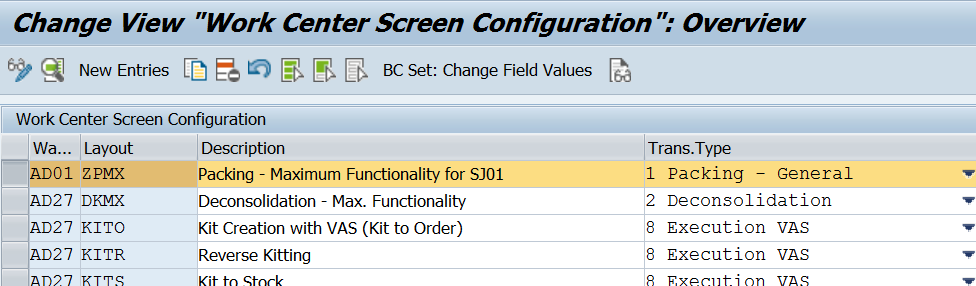 Change View "Work Center Screen Configuration": Overview
New Entries BC Set: Change Field Values
Work Center Screen Configuration
Wa... Layout Description Trans.Type
AD01 ZPMX Packing - Maximum Functionality for SJ01 1 Packing - General
AD27 DKMX Deconsolidation - Max. Functionality 2 Deconsolidation
AD27 KITO Kit Creation with VAS (Kit to Order) 8 Execution VAS
AD27 KITR Reverse Kitting 8 Execution VAS
AD27 KITS Kit to Stock 8 Execution VAS